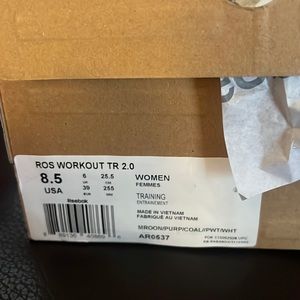 ROS WORKOUT TR 2.0
8.5 6 25.5 WOMEN
UK CM FEMMES
USA 39 255 TRAINING
EUR MM ENTRAINEMENT
Reebok MADE IN VIETNAM
FABRIQUÉ AU VIETNAM
MROON/PURP/COAL//PWT/WHT
AR0537